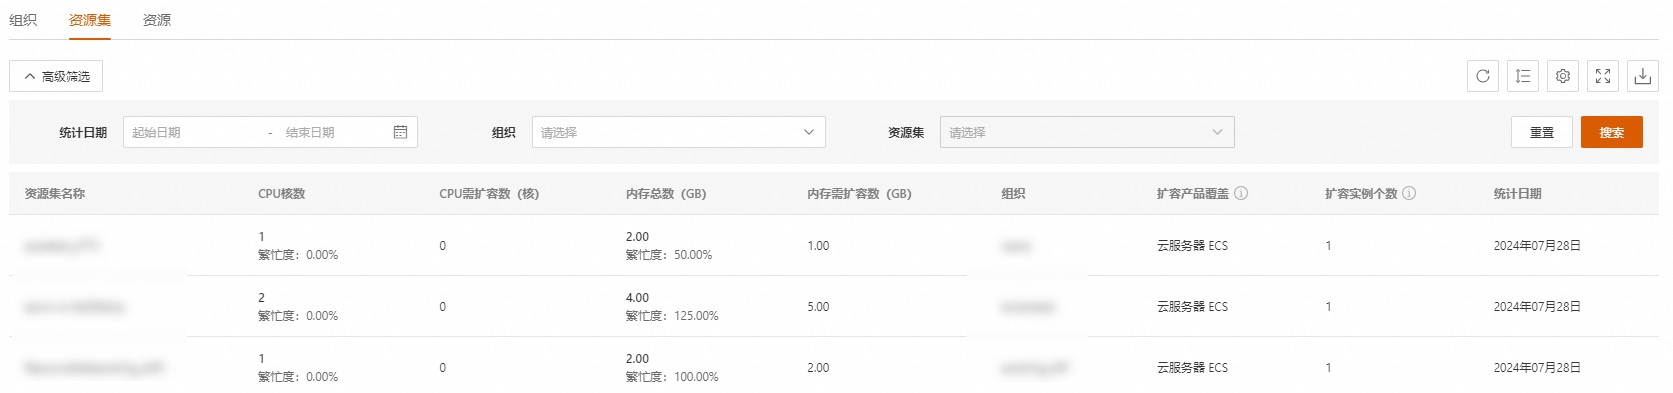 组织 资源集 资源
高级筛选
统计日期 起始日期 - 结束日期 组织 请选择 资源集 请选择 重置 搜索
资源集名称 CPU核数 CPU需扩容数（核） 内存总数（GB） 内存需扩容数（GB） 组织 扩容产品覆盖 扩容实例个数 统计日期
1 繁忙度：0.00% 0 2.00 繁忙度：50.00% 1.00 云服务器 ECS 1 2024年07月28日
2 繁忙度：0.00% 0 4.00 繁忙度：125.00% 5.00 云服务器 ECS 1 2024年07月28日
1 繁忙度：0.00% 0 2.00 繁忙度：100.00% 2.00 云服务器 ECS 1 2024年07月28日